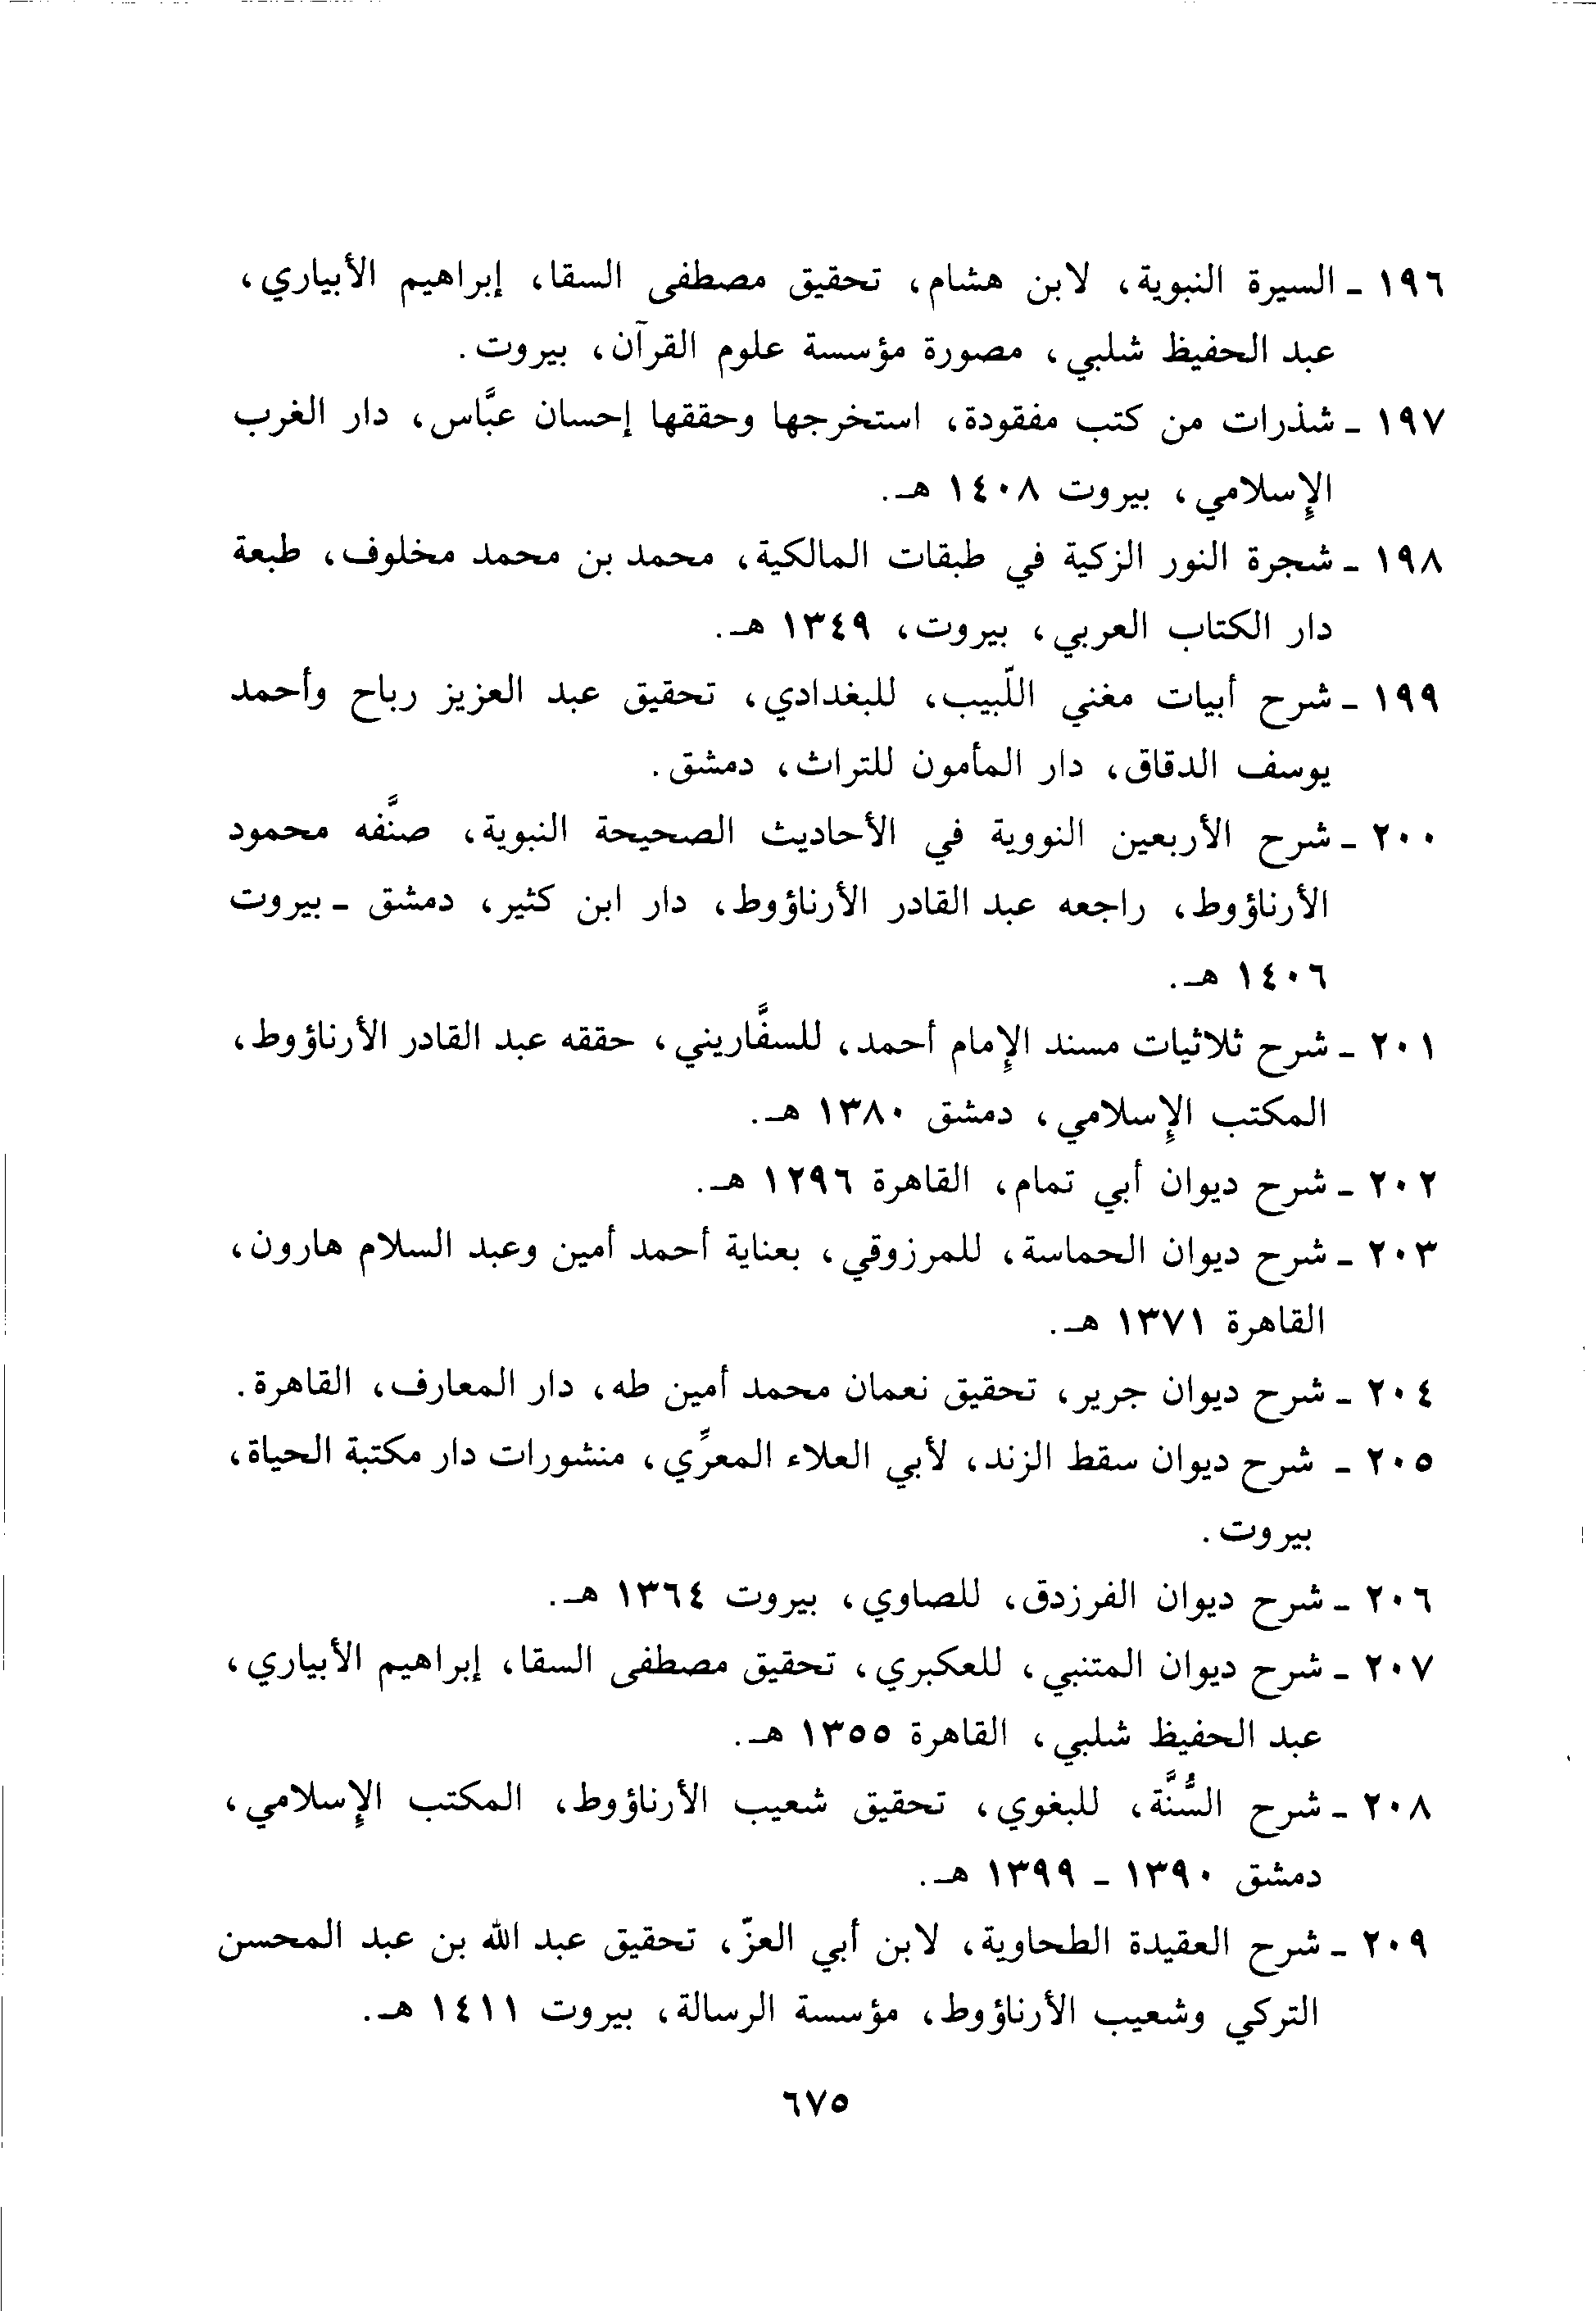 ١٩٦ - السيرة النبوية، لابن هشام، تحقيق مصطفى السقا، إبراهيم الأبياري،
عبد الحفيظ شلبي، مصورة مؤسسة علوم القرآن، بيروت.
١٩٧ - شذرات من كتب مفقودة، استخرجها وحققها إحسان عبَّاس، دار الغرب
الإِسلامي، بيروت ١٤٠٨ هـ.
١٩٨ - شجرة النور الزكية في طبقات المالكية، محمد بن محمد مخلوف، طبعة
دار الكتاب العربي، بيروت، ١٣٤٩ هـ.
١٩٩ - شرح أبيات مغني اللّبيب، للبغدادي، تحقيق عبد العزيز رباح وأحمد
يوسف الدقاق، دار المأمون للتراث، دمشق.
٢٠٠ - شرح الأربعين النووية في الأحاديث الصحيحة النبوية، صنَّفه محمود
الأرناؤوط، راجعه عبد القادر الأرناؤوط، دار ابن كثير، دمشق - بيروت
١٤٠٦ هـ.
٢٠١ - شرح ثلاثيات مسند الإِمام أحمد، للسفَّاريني، حققه عبد القادر الأرناؤوط،
المكتب الإِسلامي، دمشق ١٣٨٠ هـ.
٢٠٢ - شرح ديوان أبي تمام، القاهرة ١٢٩٦ هـ.
٢٠٣ - شرح ديوان الحماسة، للمرزوقي، بعناية أحمد أمين وعبد السلام هارون،
القاهرة ١٣٧١ هـ.
٢٠٤ - شرح ديوان جرير، تحقيق نعمان محمد أمين طه، دار المعارف، القاهرة.
٢٠٥ - شرح ديوان سقط الزند، لأبي العلاء المعرِّي، منشورات دار مكتبة الحياة،
بيروت.
٢٠٦ - شرح ديوان الفرزدق، للصاوي، بيروت ١٣٦٤ هـ.
٢٠٧ - شرح ديوان المتنبي، للعكبري، تحقيق مصطفى السقا، إبراهيم الأبياري،
عبد الحفيظ شلبي، القاهرة ١٣٥٥ هـ.
٢٠٨ - شرح السُّنَّة، للبغوي، تحقيق شعيب الأرناؤوط، المكتب الإِسلامي،
دمشق ١٣٩٠ - ١٣٩٩ هـ.
٢٠٩ - شرح العقيدة الطحاوية، لابن أبي العزّ، تحقيق عبد الله بن عبد المحسن
التركي وشعيب الأرناؤوط، مؤسسة الرسالة، بيروت ١٤١١ هـ.
٦٧٥